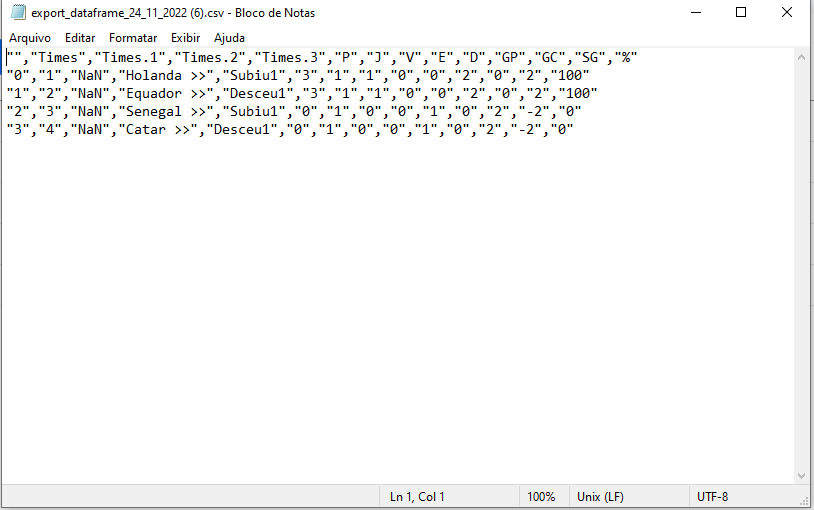 export_dataframe_24_11_2022 (6).csv - Bloco de Notas
Arquivo Editar Formatar Exibir Ajuda
"","Times","Times.1","Times.2","Times.3","P","J","V","E","D","GP","GC","SG","%"
"0","1","NaN","Holanda >>","Subiu1","3","1","1","0","0","2","0","2","100"
"1","2","NaN","Equador >>","Desceu1","3","1","1","0","0","2","0","2","100"
"2","3","NaN","Senegal >>","Subiu1","0","1","0","0","1","0","2","-2","0"
"3","4","NaN","Catar >>","Desceu1","0","1","0","0","1","0","2","-2","0"
Ln 1, Col 1 100% Unix (LF) UTF-8